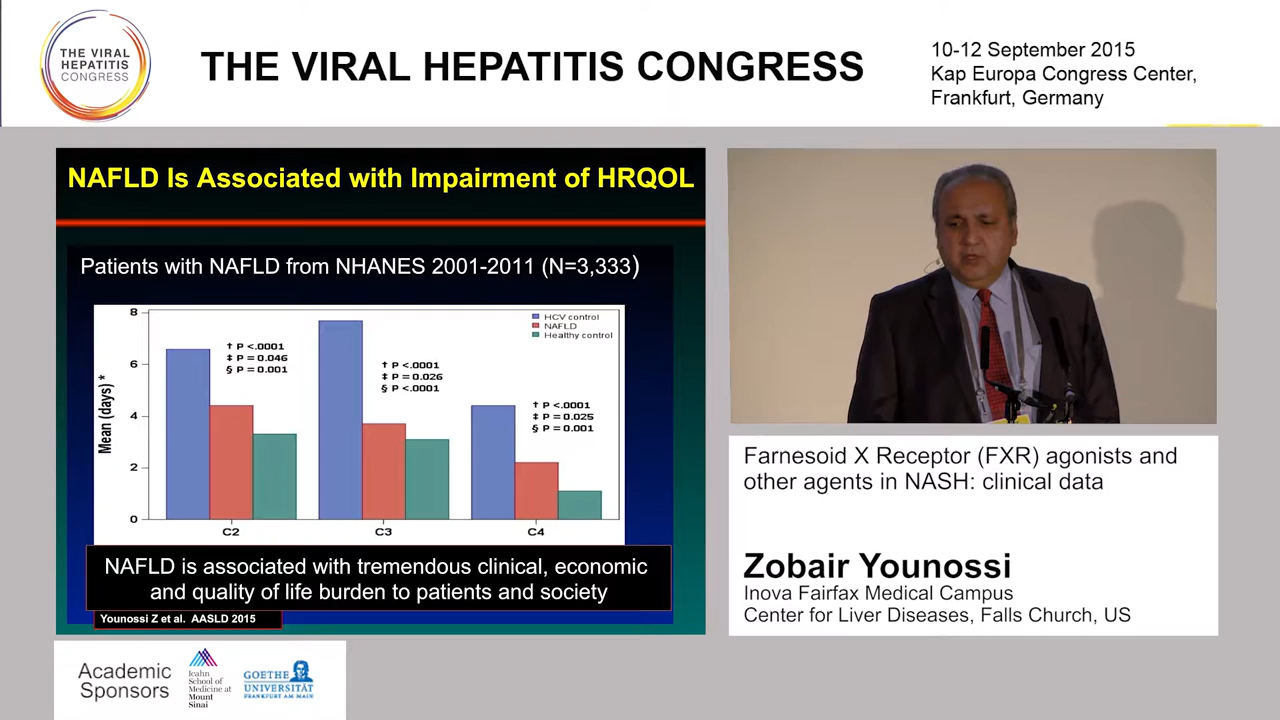 THE VIRAL
HEPATITIS
CONGRESS
THE VIRAL HEPATITIS CONGRESS
10-12 September 2015
Kap Europa Congress Center,
Frankfurt, Germany
NAFLD Is Associated with Impairment of HRQOL
Patients with NAFLD from NHANES 2001-2011 (N=3,333)
Mean (days) *
8
6
4
2
0
HCV control
NAFLD
Healthy control
† P <.0001
‡ P = 0.046
§ P = 0.001
† P <.0001
‡ P = 0.026
§ P <.0001
† P <.0001
‡ P = 0.025
§ P = 0.001
C2
C3
C4
NAFLD is associated with tremendous clinical, economic
and quality of life burden to patients and society
Younossi Z et al. AASLD 2015
Farnesoid X Receptor (FXR) agonists and
other agents in NASH: clinical data
Zobair Younossi
Inova Fairfax Medical Campus
Center for Liver Diseases, Falls Church, US
Academic
Sponsors
Icahn
School of
Medicine at
Mount
Sinai
GOETHE
UNIVERSITÄT
FRANKFURT AM MAIN